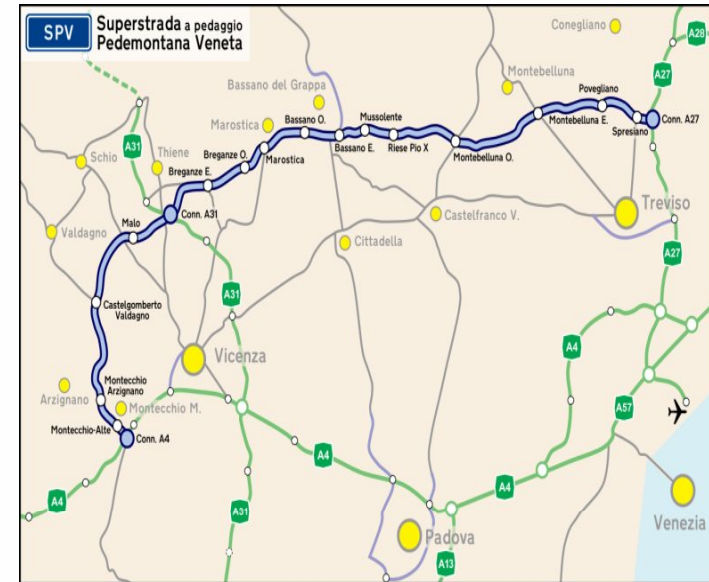 SPV
Superstrada a pedaggio
Pedemontana Veneta
Conegliano
A28
A27
Bassano del Grappa
Montebelluna
Povegliano
Marostica
Bassano O.
Mussolente
Montebelluna E.
Spresiano
Conn. A27
A31
Schio
Thiene
Breganze O.
Marostica
Bassano E.
Riese Pio X
Montebelluna O.
Breganze E.
Treviso
Conn. A31
Castelfranco V.
Valdagno
Malo
Cittadella
A27
A31
Castelgomberto
Valdagno
Vicenza
A4
Arzignano
Montecchio
Arzignano
Montecchio M.
A57
Montecchio-Alte
Conn. A4
A4
A4
A4
A31
Venezia
Padova
A13